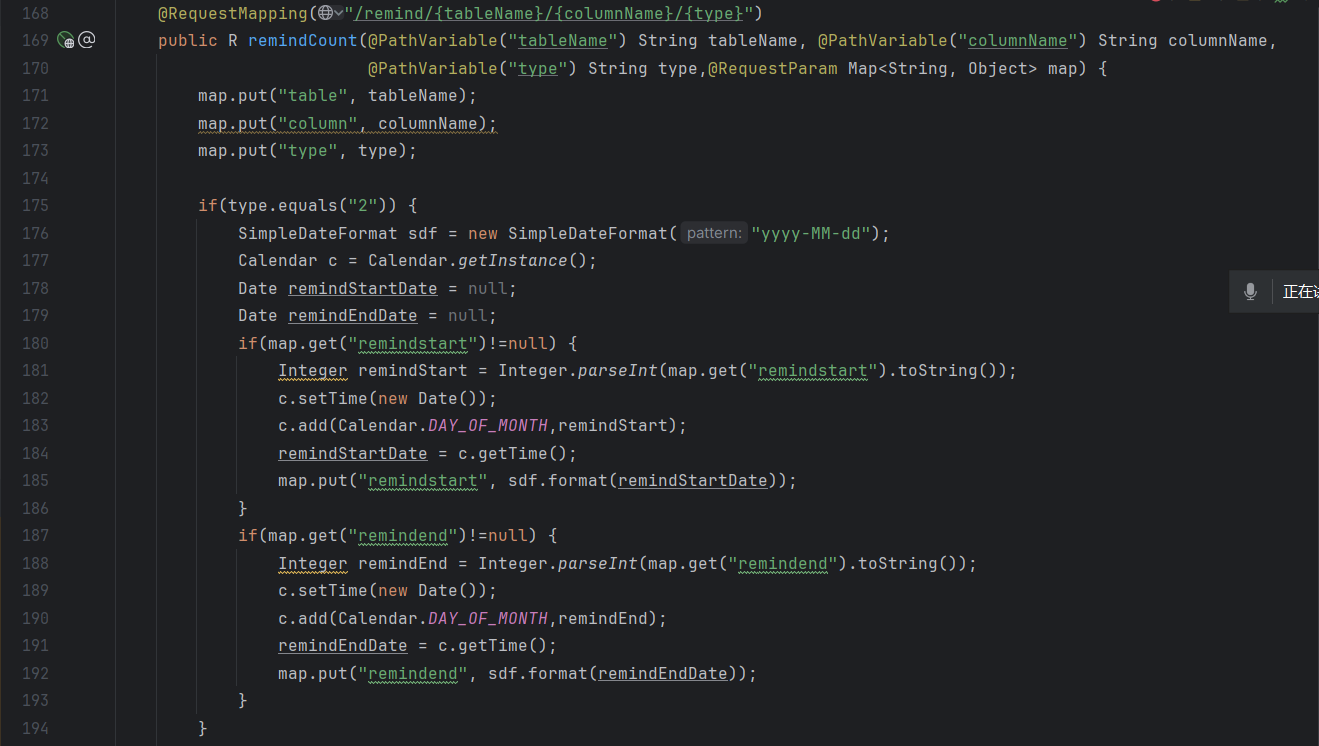 168 @RequestMapping("/remind/{tableName}/{columnName}/{type}")
169 public R remindCount(@PathVariable("tableName") String tableName, @PathVariable("columnName") String columnName,
170 @PathVariable("type") String type,@RequestParam Map<String, Object> map) {
171 map.put("table", tableName);
172 map.put("column", columnName);
173 map.put("type", type);
174
175 if(type.equals("2")) {
176 SimpleDateFormat sdf = new SimpleDateFormat( pattern: "yyyy-MM-dd");
177 Calendar c = Calendar.getInstance();
178 Date remindStartDate = null;
179 Date remindEndDate = null;
180 if(map.get("remindstart")!=null) {
181 Integer remindStart = Integer.parseInt(map.get("remindstart").toString());
182 c.setTime(new Date());
183 c.add(Calendar.DAY_OF_MONTH,remindStart);
184 remindStartDate = c.getTime();
185 map.put("remindstart", sdf.format(remindStartDate));
186 }
187 if(map.get("remindend")!=null) {
188 Integer remindEnd = Integer.parseInt(map.get("remindend").toString());
189 c.setTime(new Date());
190 c.add(Calendar.DAY_OF_MONTH,remindEnd);
191 remindEndDate = c.getTime();
192 map.put("remindend", sdf.format(remindEndDate));
193 }
194 }
正在